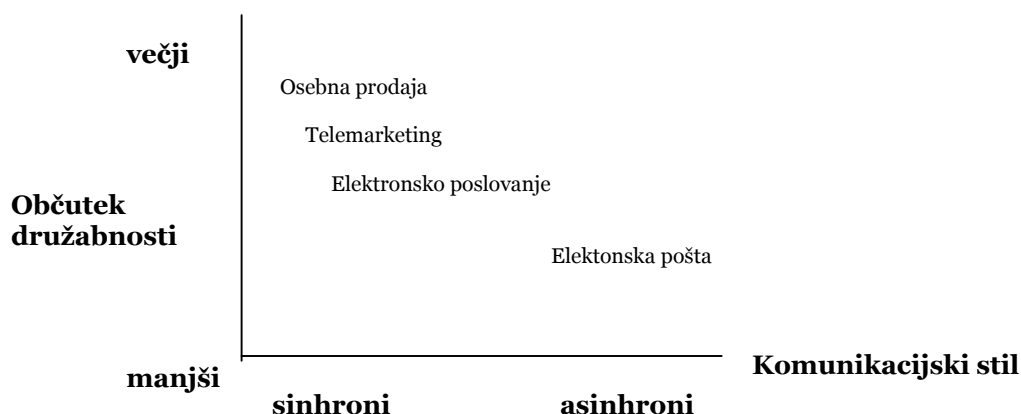 večji
Osebna prodaja
Telemarketing
Elektronsko poslovanje
Občutek
družabnosti
Elektonska pošta
Komunikacijski stil
manjši
sinhroni
asinhroni